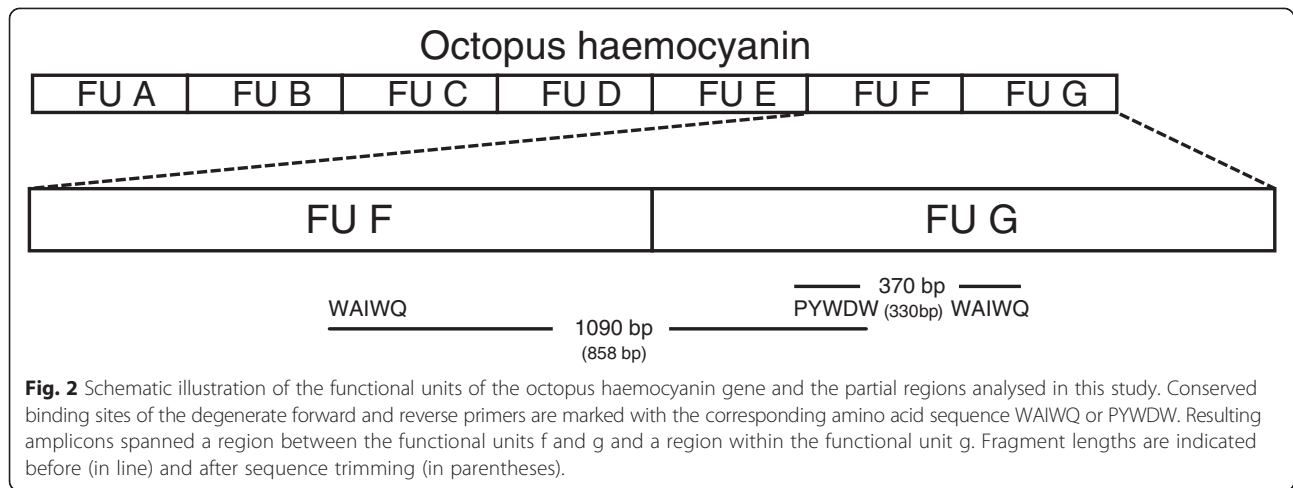 Octopus haemocyanin
FU A FU B FU C FU D FU E FU F FU G
FU F FU G
370 bp
WAIWQ PYWDW (330bp) WAIWQ
1090 bp
(858 bp)
Fig. 2 Schematic illustration of the functional units of the octopus haemocyanin gene and the partial regions analysed in this study. Conserved
binding sites of the degenerate forward and reverse primers are marked with the corresponding amino acid sequence WAIWQ or PYWDW. Resulting
amplicons spanned a region between the functional units f and g and a region within the functional unit g. Fragment lengths are indicated
before (in line) and after sequence trimming (in parentheses).